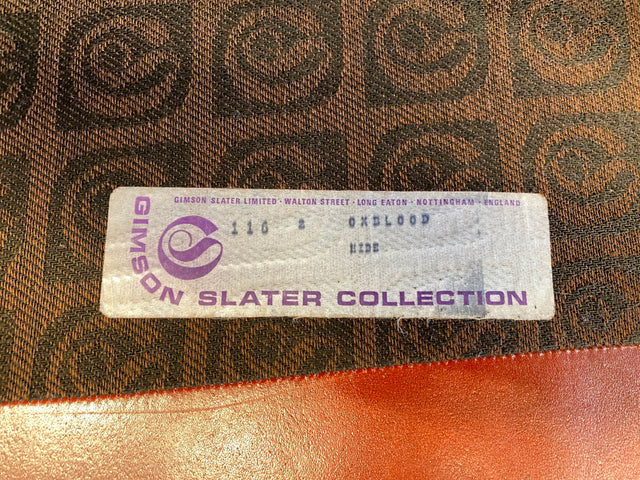 GIMSON SLATER LIMITED · WALTON STREET · LONG EATON · NOTTINGHAM · ENGLAND
110 2 OXBLOOD
HIDE
GIMSON SLATER COLLECTION